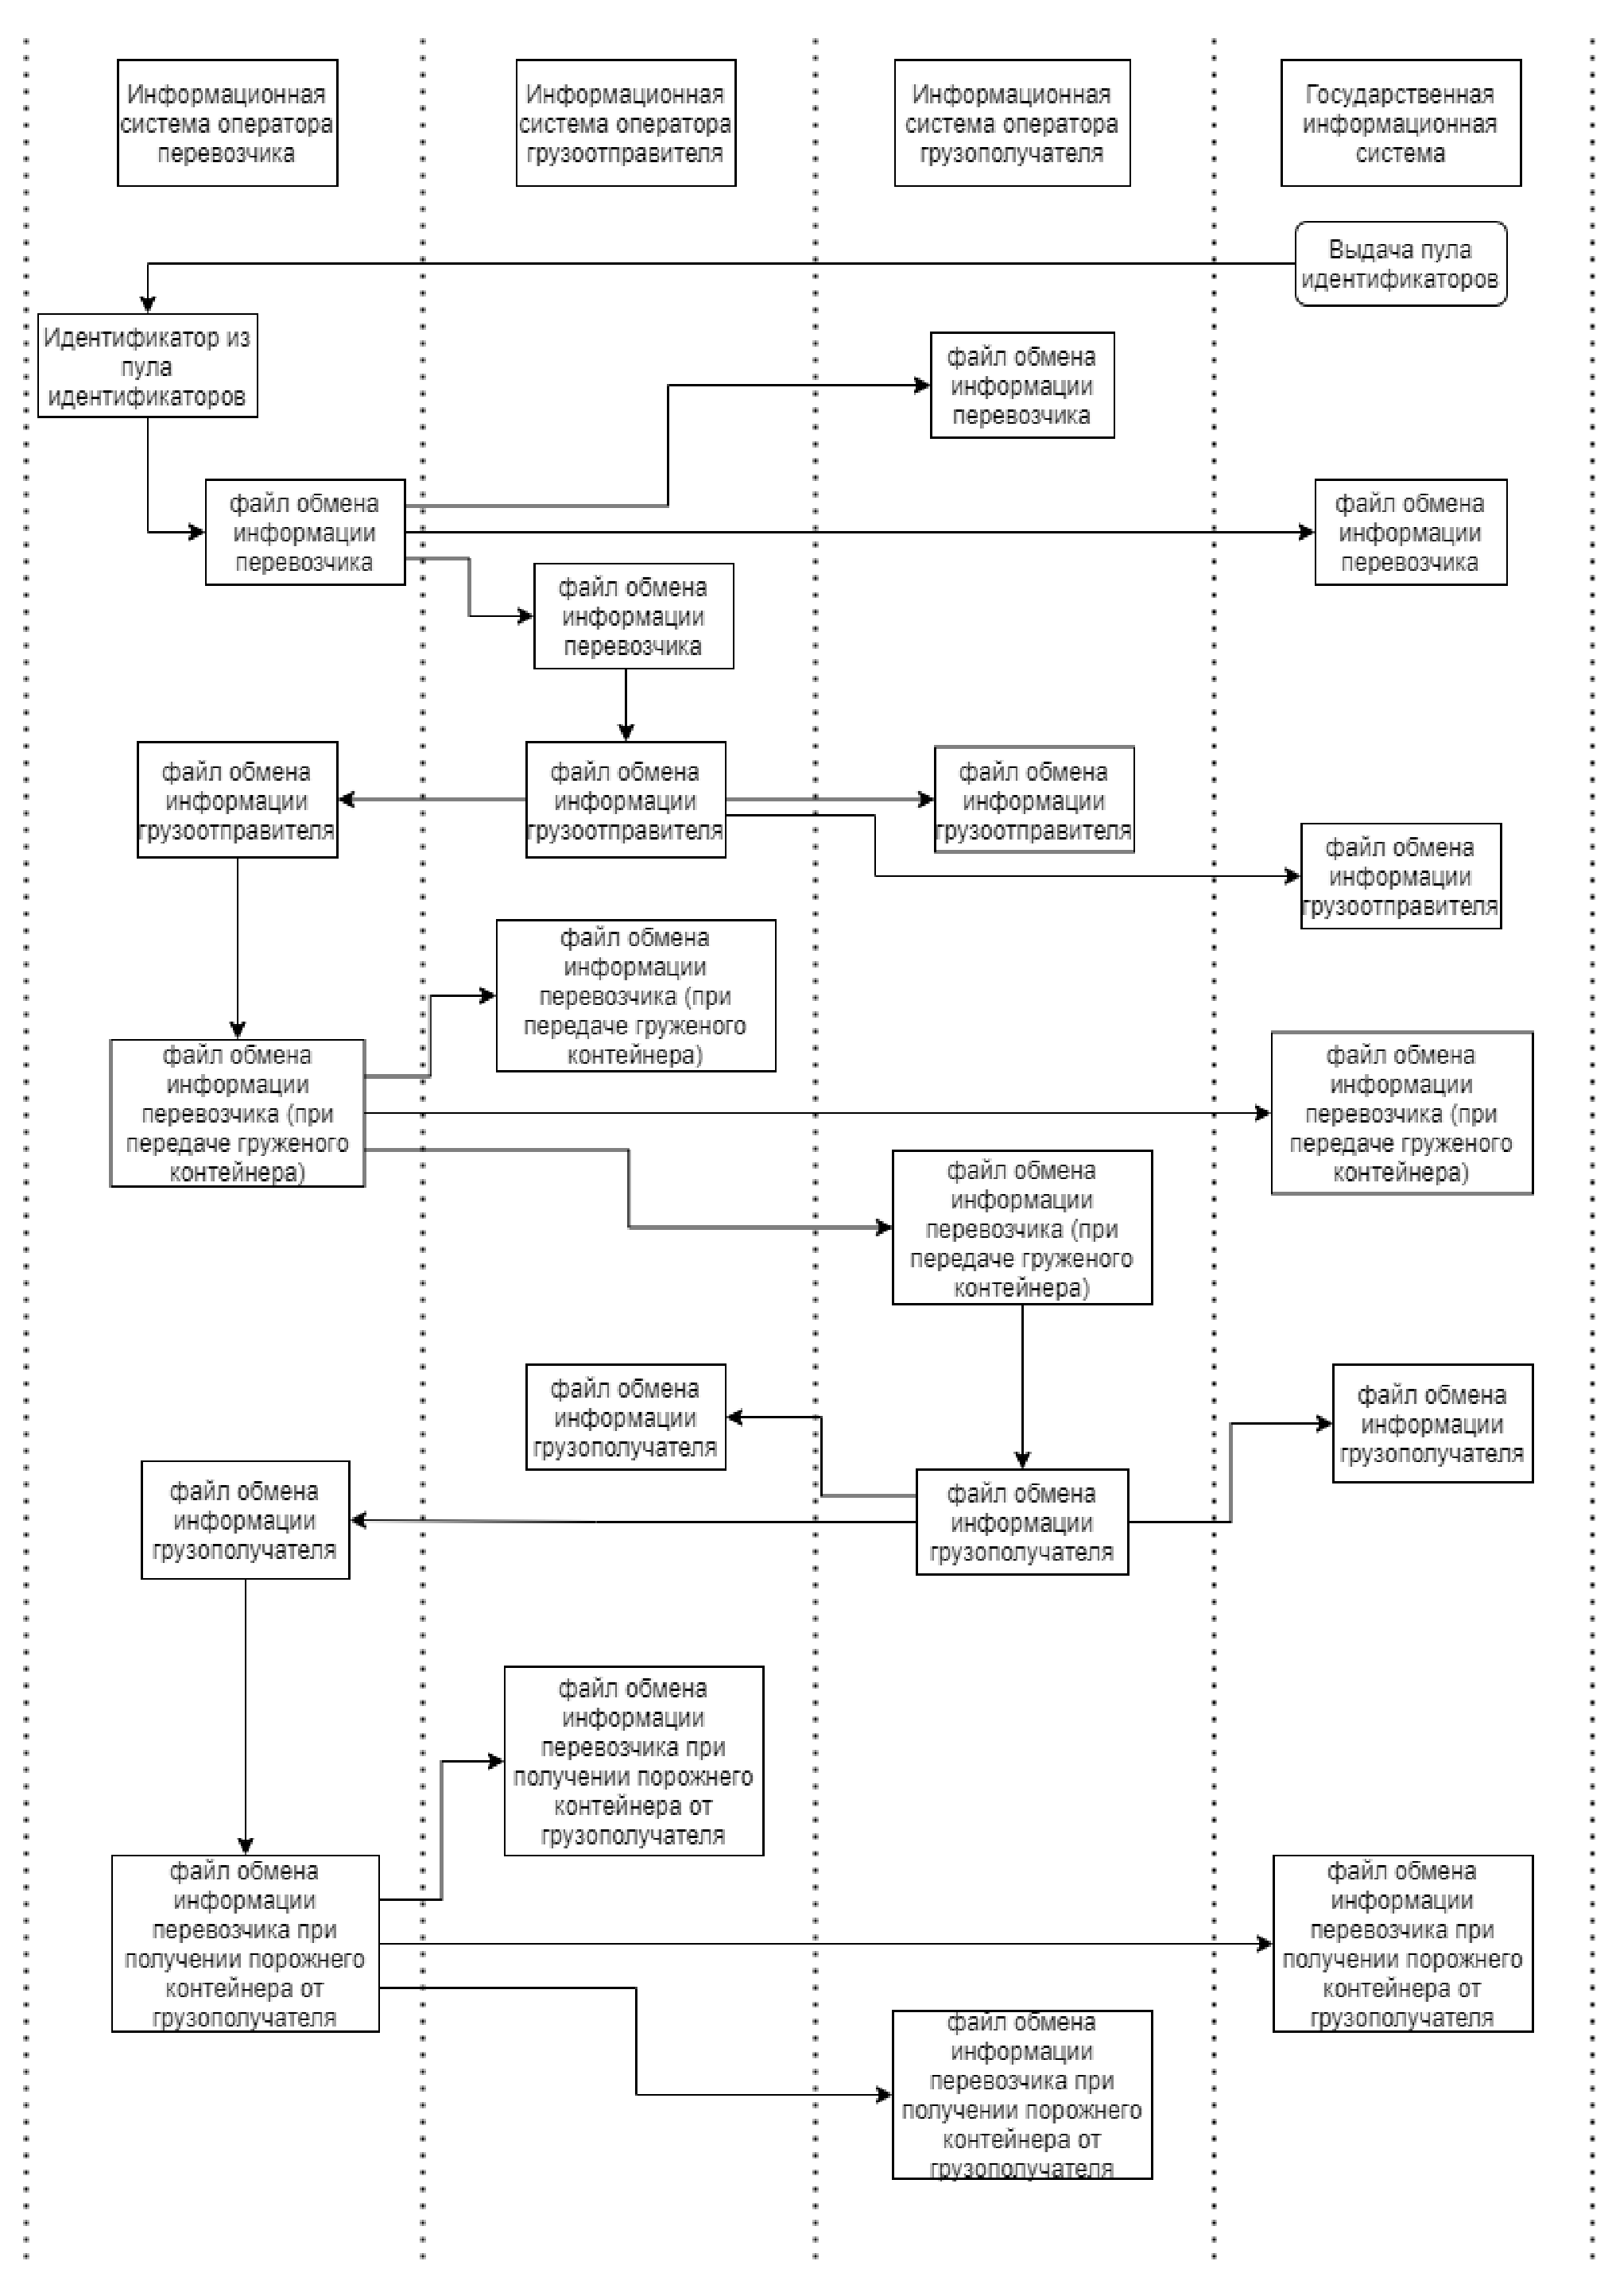 Информационная
система оператора
перевозчика
Информационная
система оператора
грузоотправителя
Информационная
система оператора
грузополучателя
Государственная
информационная
система
Выдача пула
идентификаторов
Идентификатор из
пула
идентификаторов
файл обмена
информации
перевозчика
файл обмена
информации
перевозчика
файл обмена
информации
перевозчика
файл обмена
информации
перевозчика
файл обмена
информации
грузоотправителя
файл обмена
информации
грузоотправителя
файл обмена
информации
грузоотправителя
файл обмена
информации
грузоотправителя
файл обмена
информации
перевозчика (при
передаче груженого
контейнера)
файл обмена
информации
перевозчика (при
передаче груженого
контейнера)
файл обмена
информации
перевозчика (при
передаче груженого
контейнера)
файл обмена
информации
перевозчика (при
передаче груженого
контейнера)
файл обмена
информации
грузополучателя
файл обмена
информации
грузополучателя
файл обмена
информации
грузополучателя
файл обмена
информации
грузополучателя
файл обмена
информации
перевозчика при
получении порожнего
контейнера от
грузополучателя
файл обмена
информации
перевозчика при
получении порожнего
контейнера от
грузополучателя
файл обмена
информации
перевозчика при
получении порожнего
контейнера от
грузополучателя
файл обмена
информации
перевозчика при
получении порожнего
контейнера от
грузополучателя